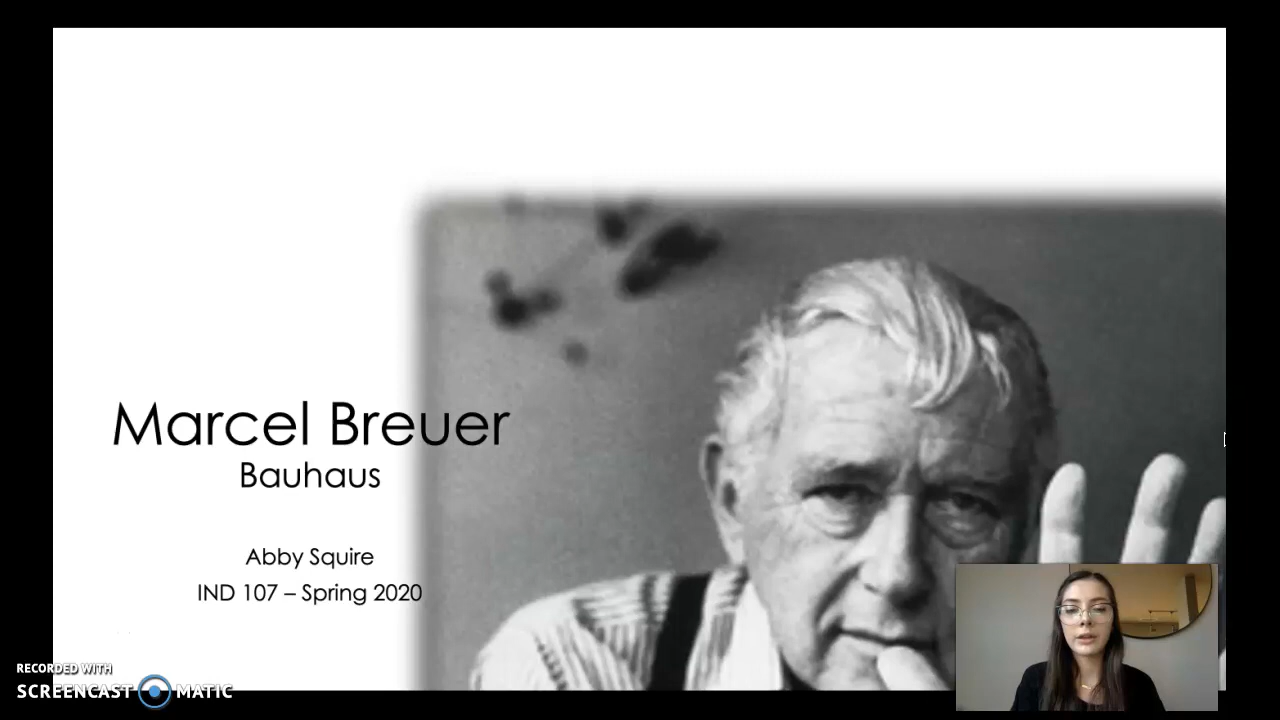 Marcel Breuer
Bauhaus
Abby Squire
IND 107 – Spring 2020
RECORDED WITH
SCREENCAST MATIC